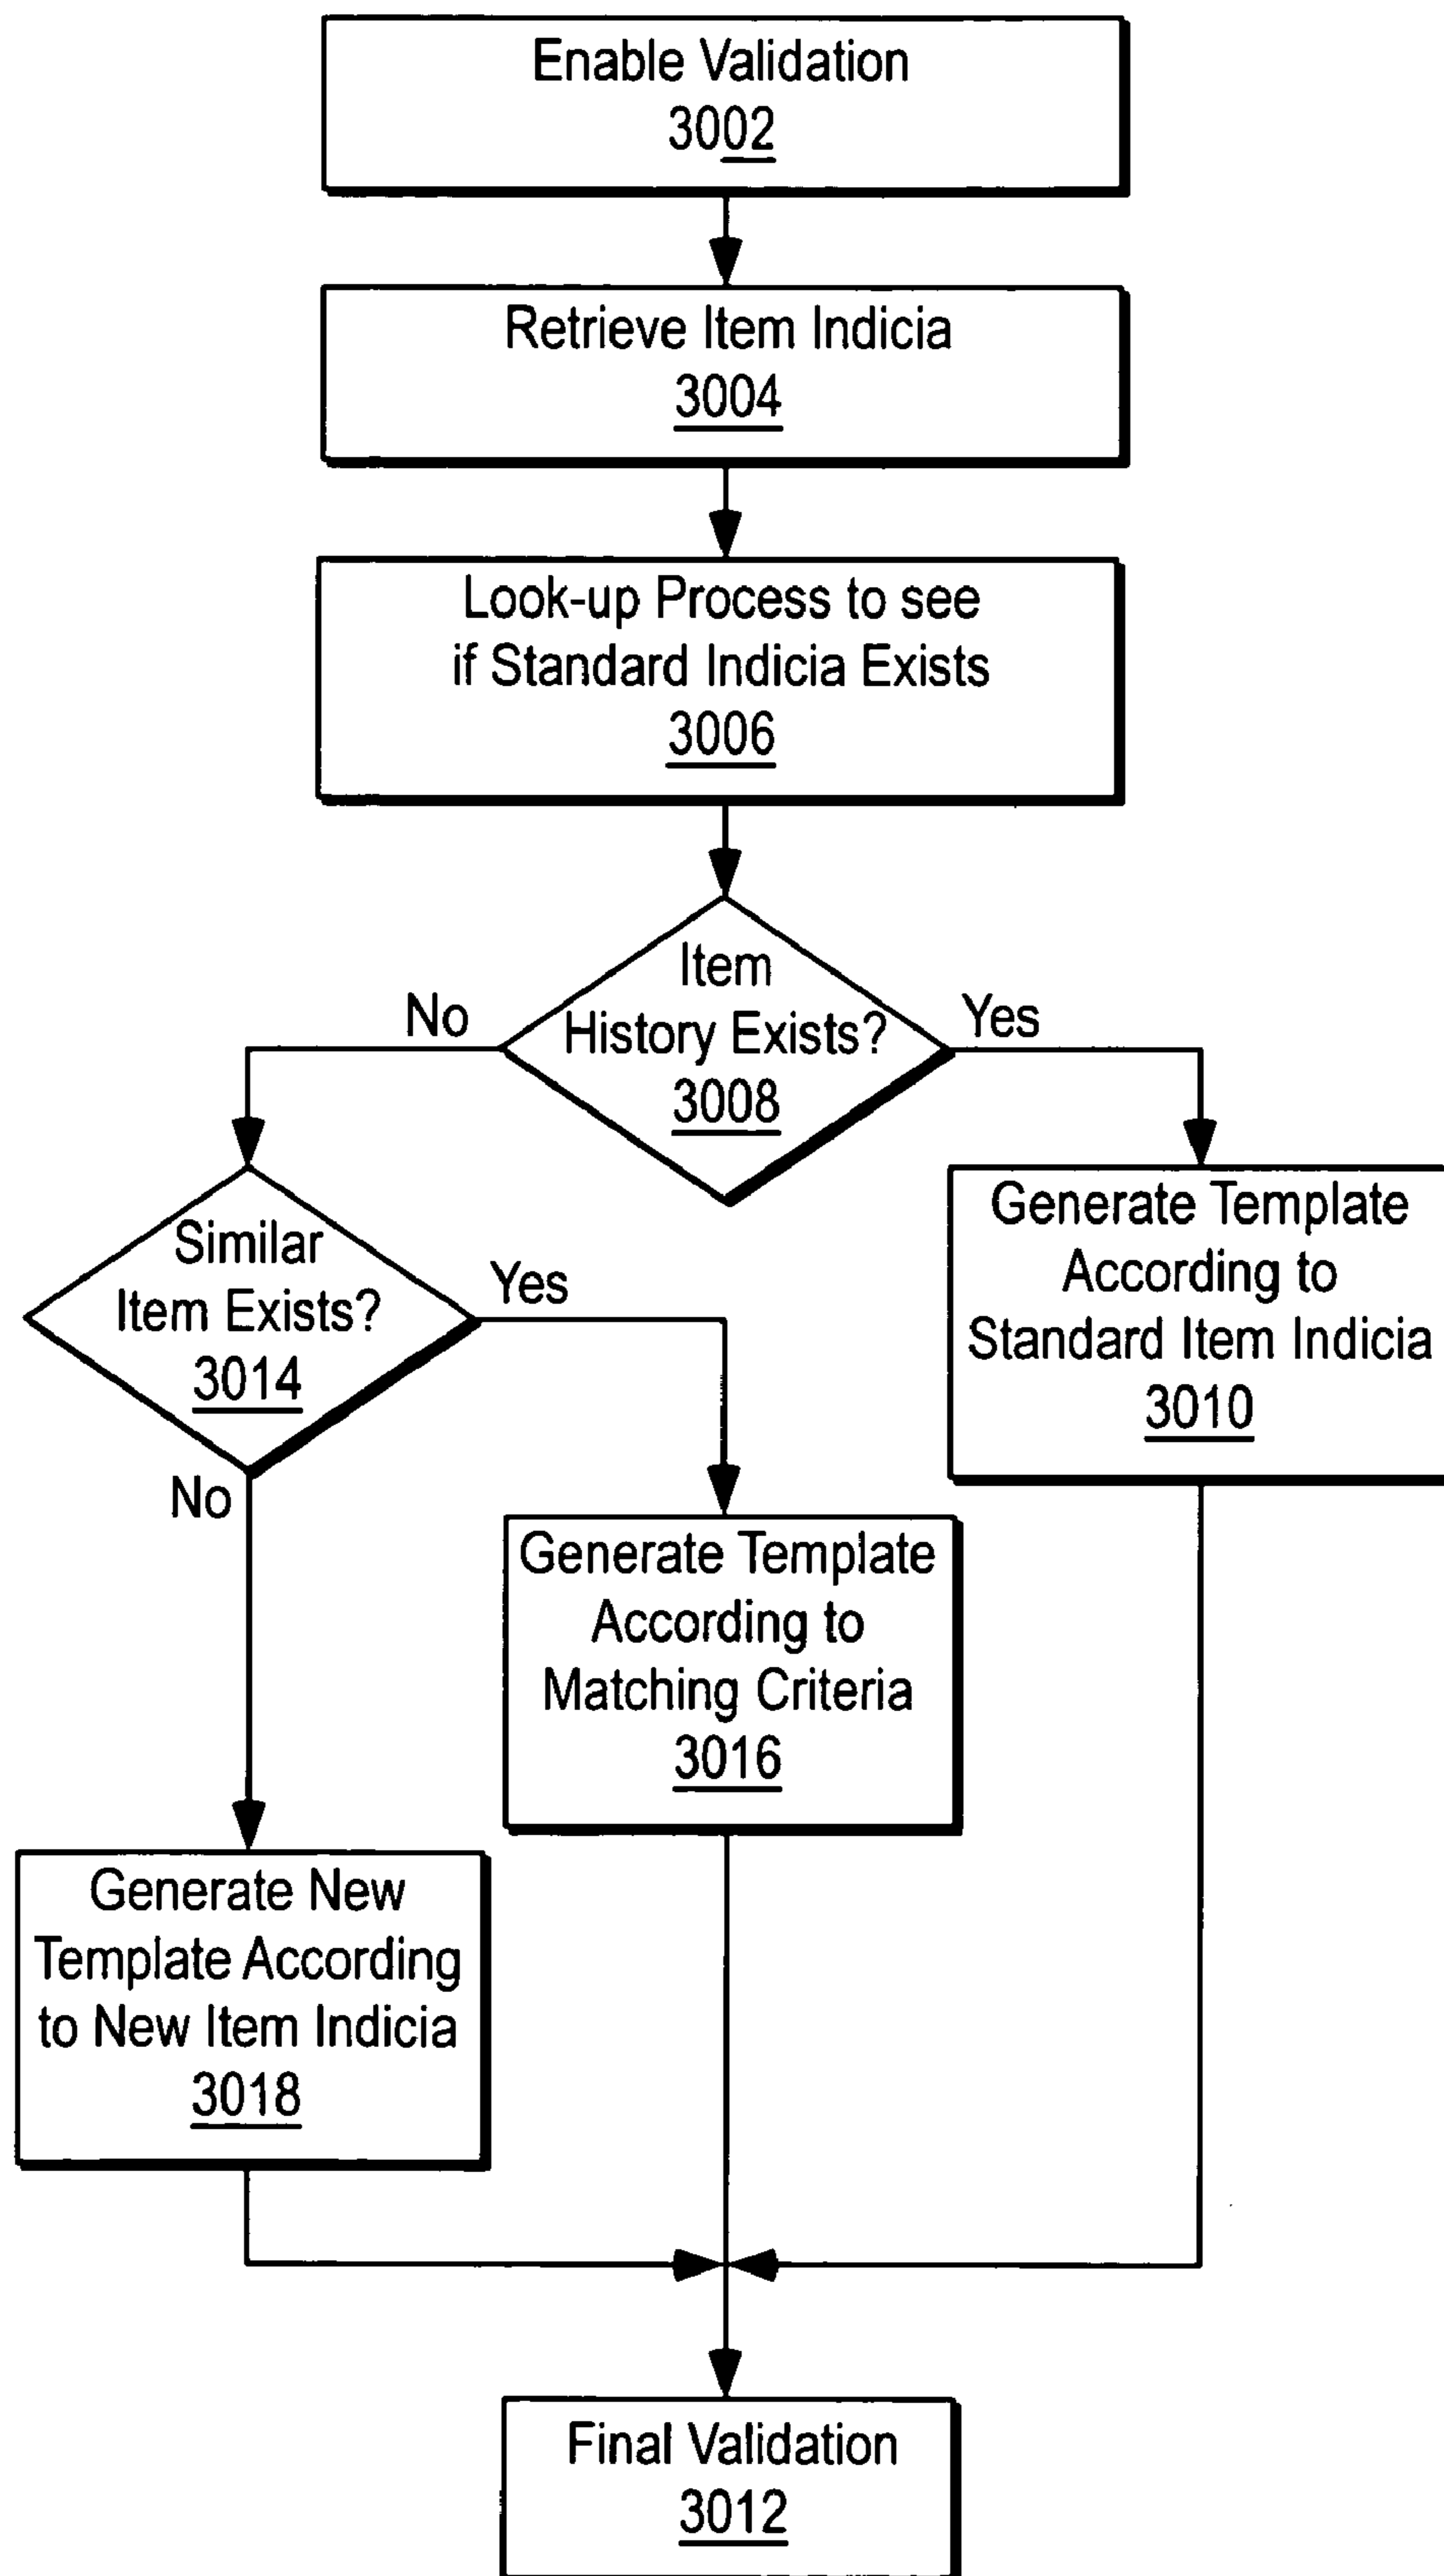 Enable Validation
3002
Retrieve Item Indicia
3004
Look-up Process to see
if Standard Indicia Exists
3006
Item
History Exists?
3008
No
Yes
Similar
Item Exists?
3014
Yes
No
Generate Template
According to
Standard Item Indicia
3010
Generate Template
According to
Matching Criteria
3016
Generate New
Template According
to New Item Indicia
3018
Final Validation
3012